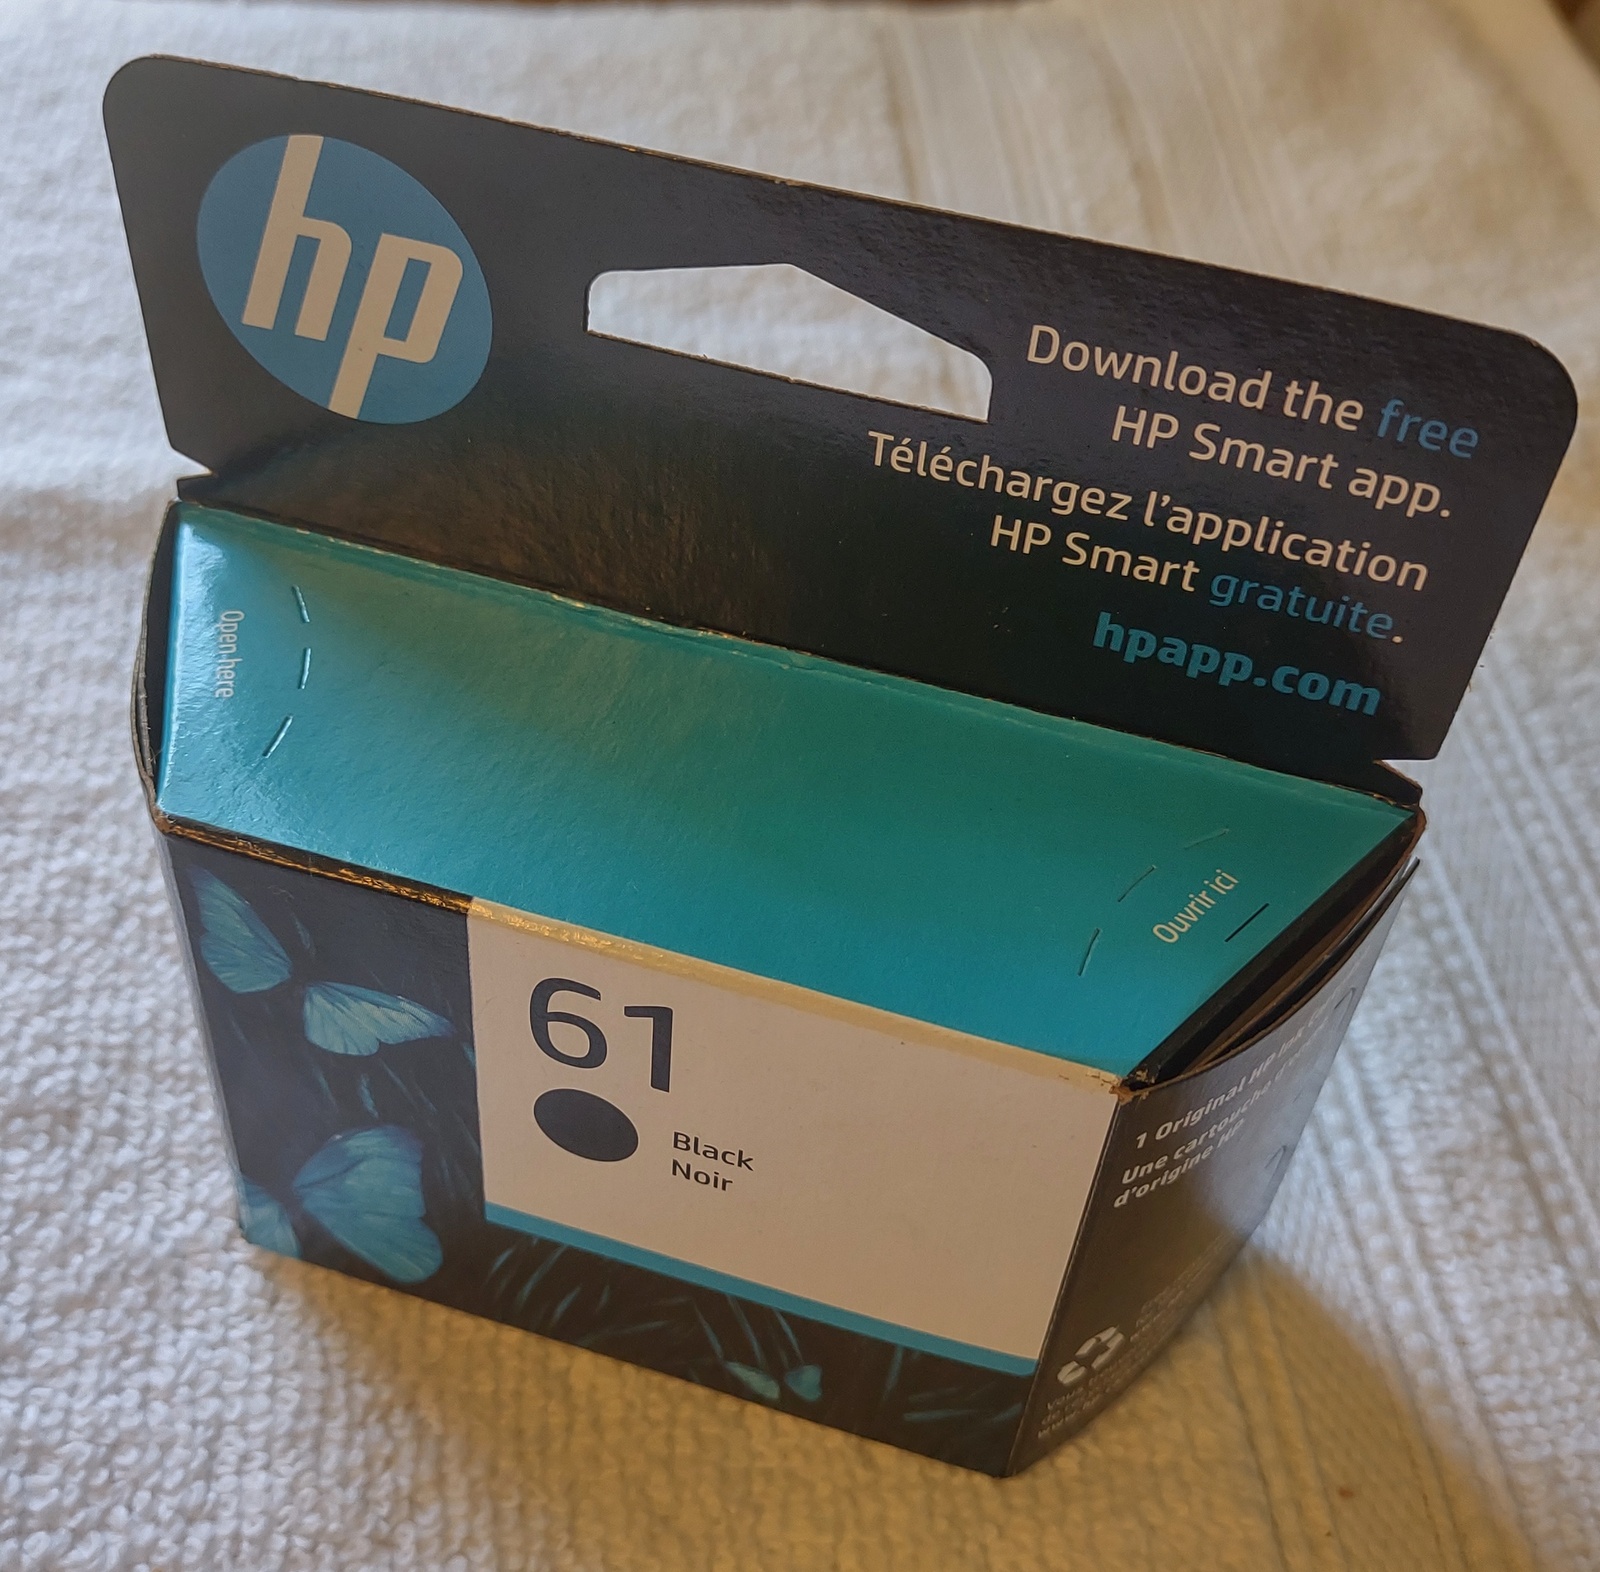 hp
Download the free
HP Smart app.
Téléchargez l'application
HP Smart gratuite.
hpapp.com
Open here
Ouvrir ici
61
Black
Noir
1 Original HP Ink
Une cartouche
d'origine HP